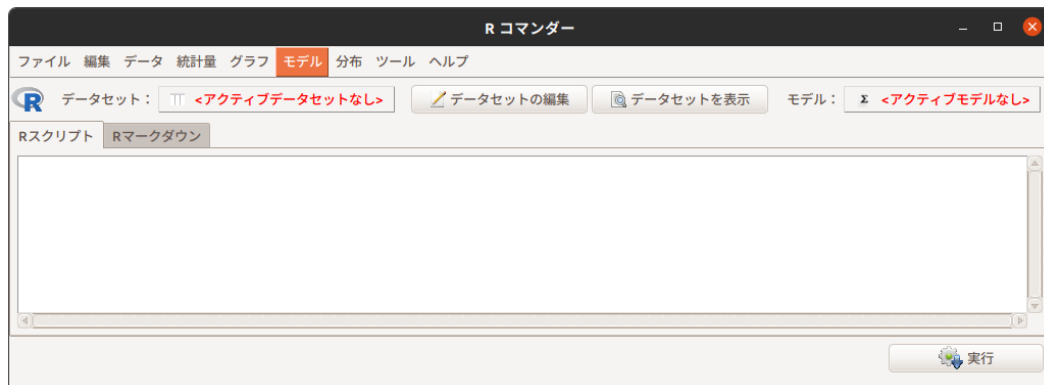 R コマンダー
ファイル 編集 データ 統計量 グラフ モデル 分布 ツール ヘルプ
R データセット： <アクティブデータセットなし> データセットの編集 データセットを表示 モデル： Σ <アクティブモデルなし>
Rスクリプト Rマークダウン
実行